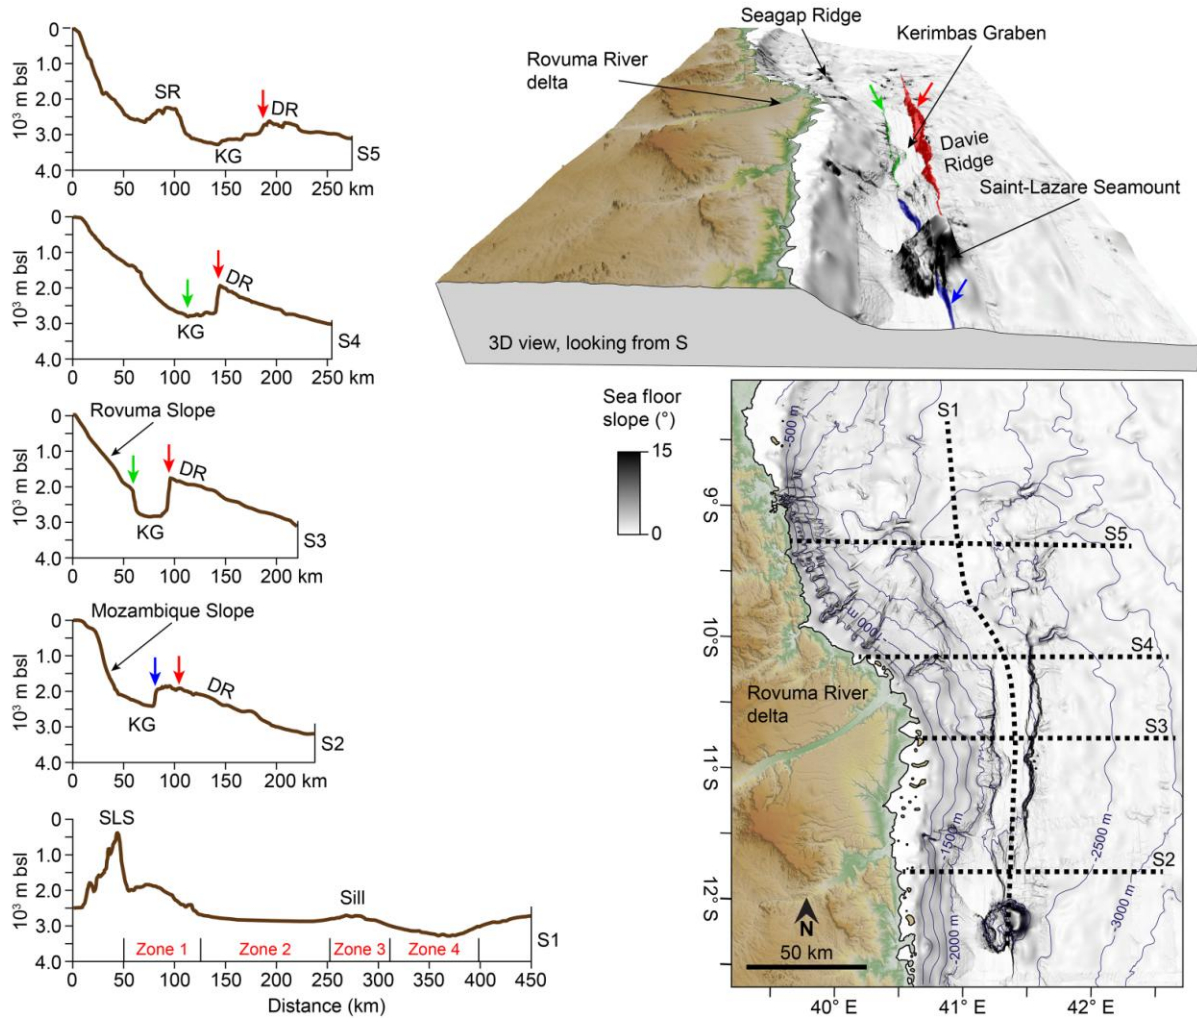 0
1.0
2.0
3.0
4.0
10³ m bsl
SR
KG
DR
S5
0 50 100 150 200 250
km
0
1.0
2.0
3.0
4.0
10³ m bsl
KG
DR
S4
0 50 100 150 200 250 km
0
1.0
2.0
3.0
4.0
10³ m bsl
Rovuma Slope
KG
DR
S3
0 50 100 150 200 km
0
1.0
2.0
3.0
4.0
10³ m bsl
Mozambique Slope
KG
DR
S2
0 50 100 150 200 km
0
1.0
2.0
3.0
4.0
10³ m bsl
SLS
Sill
S1
Zone 1 Zone 2 Zone 3 Zone 4
0 50 100 150 200 250 300 350 400 450
Distance (km)
Seagap Ridge
Kerimbas Graben
Rovuma River
delta
Davie
Ridge
Saint-Lazare Seamount
3D view, looking from S
Sea floor
slope (°)
15
0
S1
-500 m
9° S
S5
-1000 m
10° S
S4
Rovuma River
delta
S3
11° S
-1500 m
-2500 m
S2
12° S
-2000 m
-3000 m
N
50 km
40° E
41° E
42° E